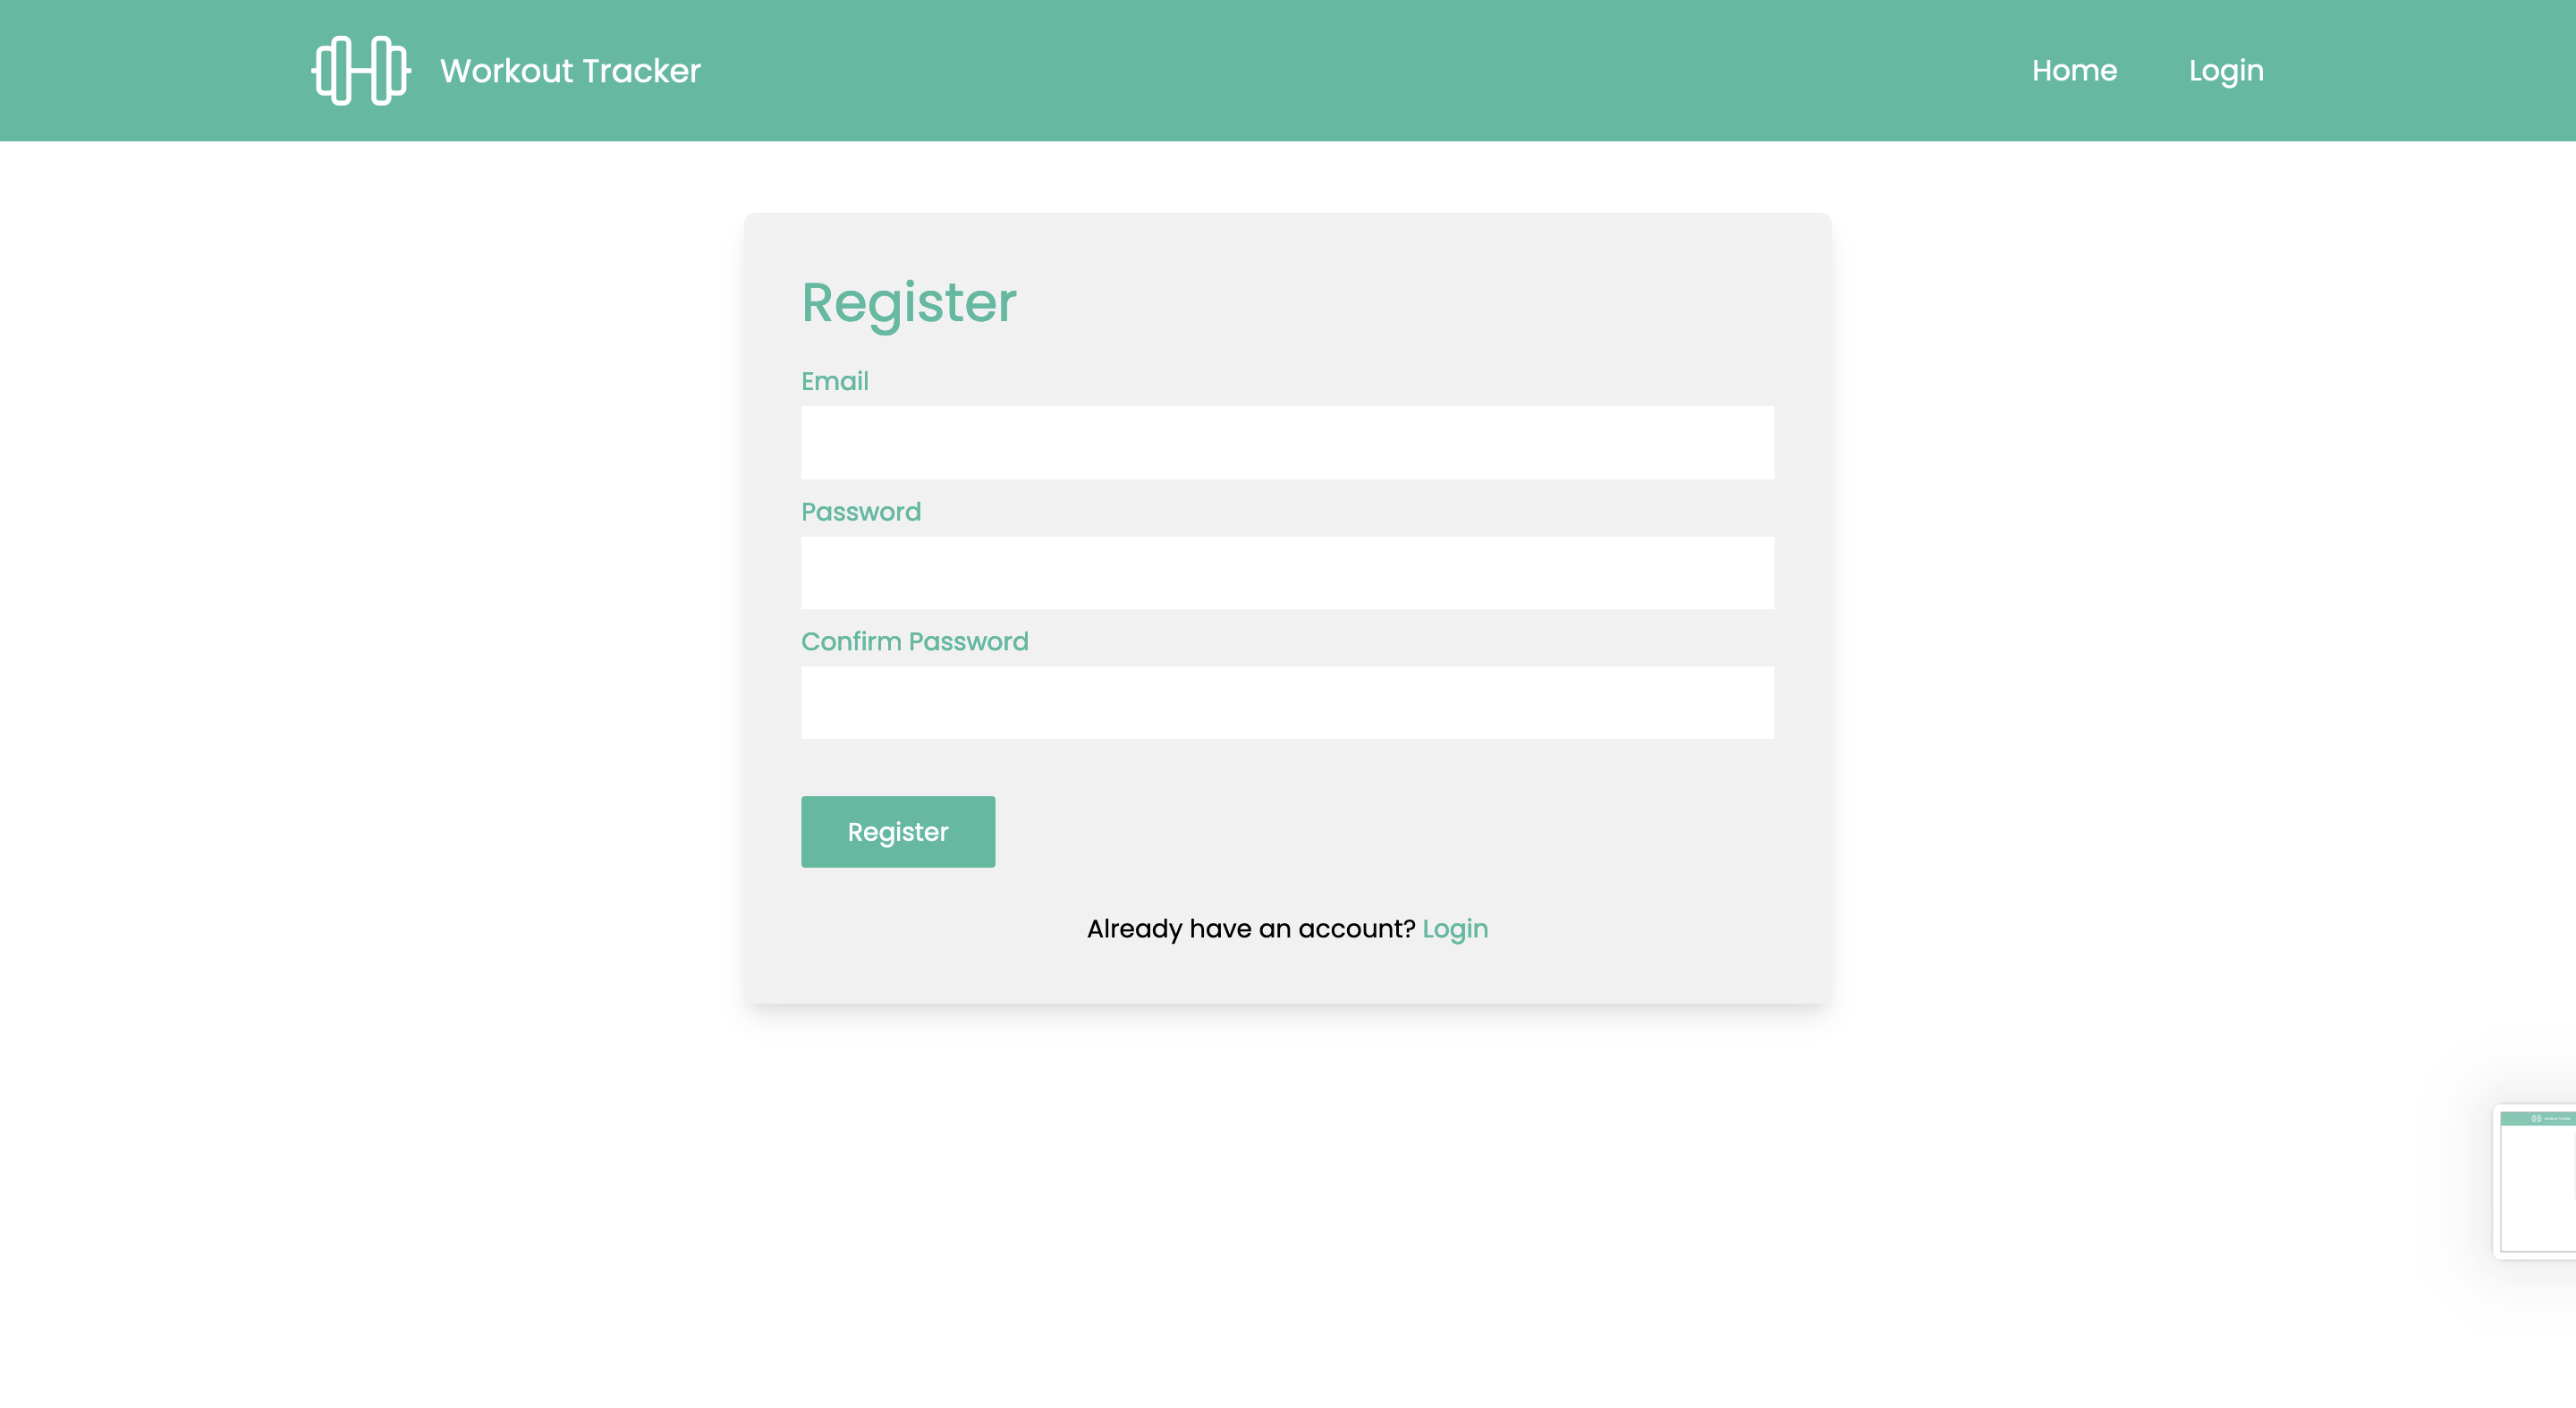 Workout Tracker
Home
Login
Register
Email
Password
Confirm Password
Register
Already have an account? Login